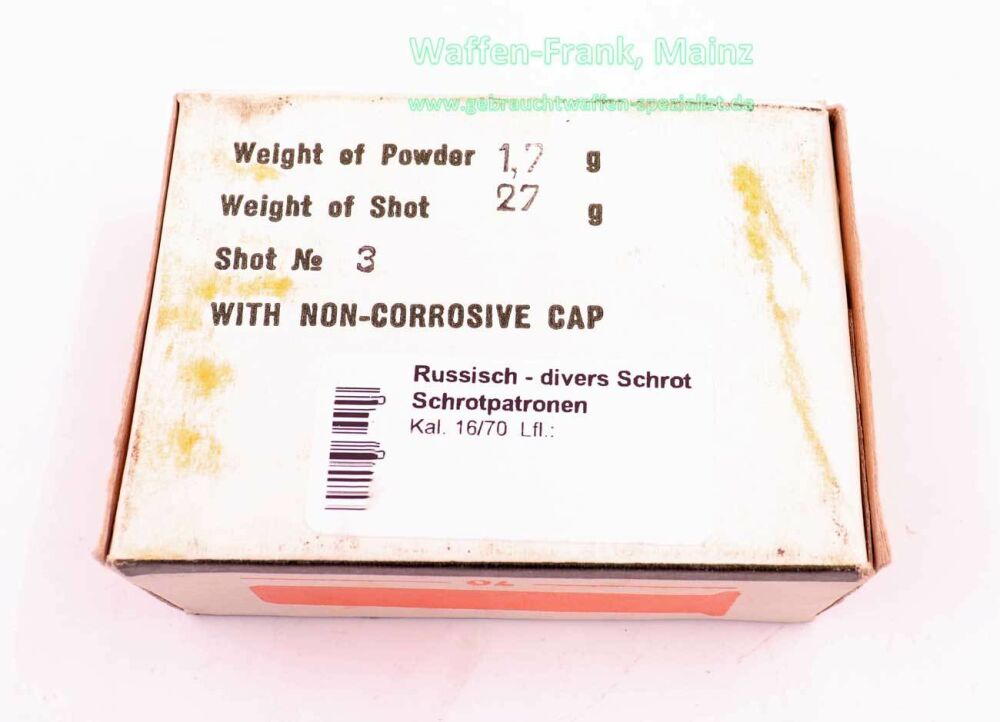 Waffen-Frank, Mainz
www.gebrauchtwaffen-spezialist.de
Weight of Powder 1,7 g
Weight of Shot 27 g
Shot № 3
WITH NON-CORROSIVE CAP
Russisch - divers Schrot
Schrotpatronen
Kal. 16/70 Lfl.:
70